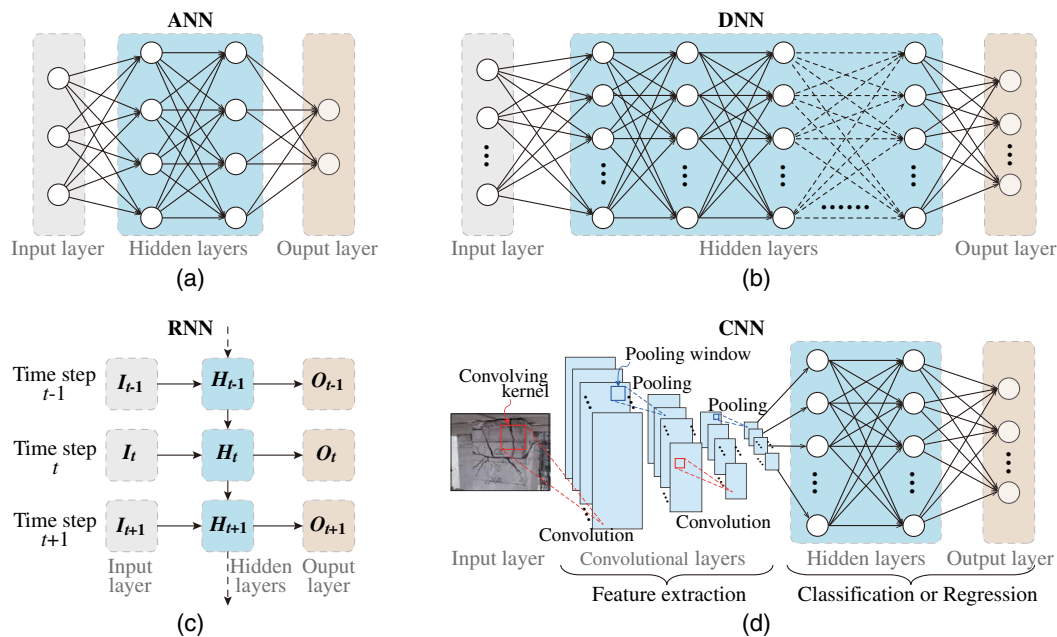 ANN
Input layer
Hidden layers
Ouput layer
(a)
DNN
Input layer
Hidden layers
Ouput layer
(b)
RNN
Time step
t-1
I t-1
H t-1
O t-1
Time step
t
I t
H t
O t
Time step
t+1
I t+1
H t+1
O t+1
Input
layer
Hidden
layers
Ouput
layer
(c)
CNN
Convolving
kernel
Pooling window
Pooling
Pooling
Convolution
Convolution
Input layer
Convolutional layers
Hidden layers
Output layer
Feature extraction
Classification or Regression
(d)